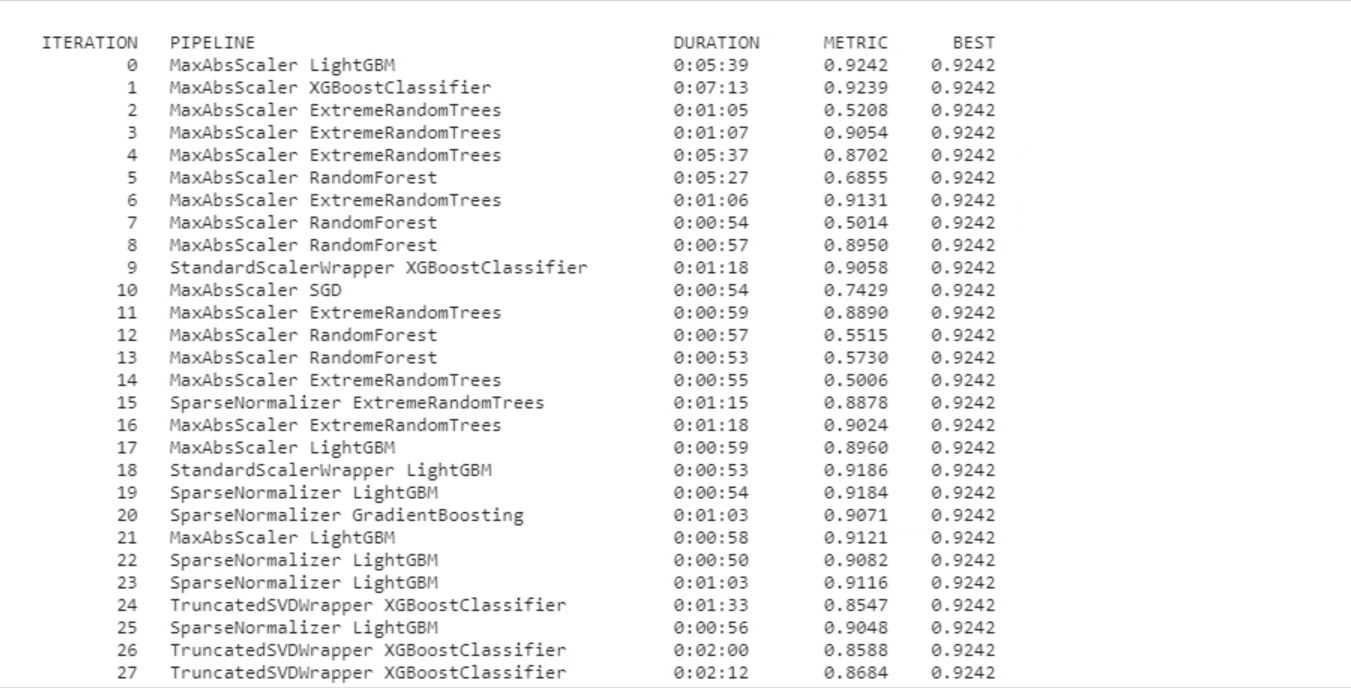 ITERATION PIPELINE DURATION METRIC BEST
0 MaxAbsScaler LightGBM 0:05:39 0.9242 0.9242
1 MaxAbsScaler XGBoostClassifier 0:07:13 0.9239 0.9242
2 MaxAbsScaler ExtremeRandomTrees 0:01:05 0.5208 0.9242
3 MaxAbsScaler ExtremeRandomTrees 0:01:07 0.9054 0.9242
4 MaxAbsScaler ExtremeRandomTrees 0:05:37 0.8702 0.9242
5 MaxAbsScaler RandomForest 0:05:27 0.6855 0.9242
6 MaxAbsScaler ExtremeRandomTrees 0:01:06 0.9131 0.9242
7 MaxAbsScaler RandomForest 0:00:54 0.5014 0.9242
8 MaxAbsScaler RandomForest 0:00:57 0.8950 0.9242
9 StandardScalerWrapper XGBoostClassifier 0:01:18 0.9058 0.9242
10 MaxAbsScaler SGD 0:00:54 0.7429 0.9242
11 MaxAbsScaler ExtremeRandomTrees 0:00:59 0.8890 0.9242
12 MaxAbsScaler RandomForest 0:00:57 0.5515 0.9242
13 MaxAbsScaler RandomForest 0:00:53 0.5730 0.9242
14 MaxAbsScaler ExtremeRandomTrees 0:00:55 0.5006 0.9242
15 SparseNormalizer ExtremeRandomTrees 0:01:15 0.8878 0.9242
16 MaxAbsScaler ExtremeRandomTrees 0:01:18 0.9024 0.9242
17 MaxAbsScaler LightGBM 0:00:59 0.8960 0.9242
18 StandardScalerWrapper LightGBM 0:00:53 0.9186 0.9242
19 SparseNormalizer LightGBM 0:00:54 0.9184 0.9242
20 SparseNormalizer GradientBoosting 0:01:03 0.9071 0.9242
21 MaxAbsScaler LightGBM 0:00:58 0.9121 0.9242
22 SparseNormalizer LightGBM 0:00:50 0.9082 0.9242
23 SparseNormalizer LightGBM 0:01:03 0.9116 0.9242
24 TruncatedSVDWrapper XGBoostClassifier 0:01:33 0.8547 0.9242
25 SparseNormalizer LightGBM 0:00:56 0.9048 0.9242
26 TruncatedSVDWrapper XGBoostClassifier 0:02:00 0.8588 0.9242
27 TruncatedSVDWrapper XGBoostClassifier 0:02:12 0.8684 0.9242